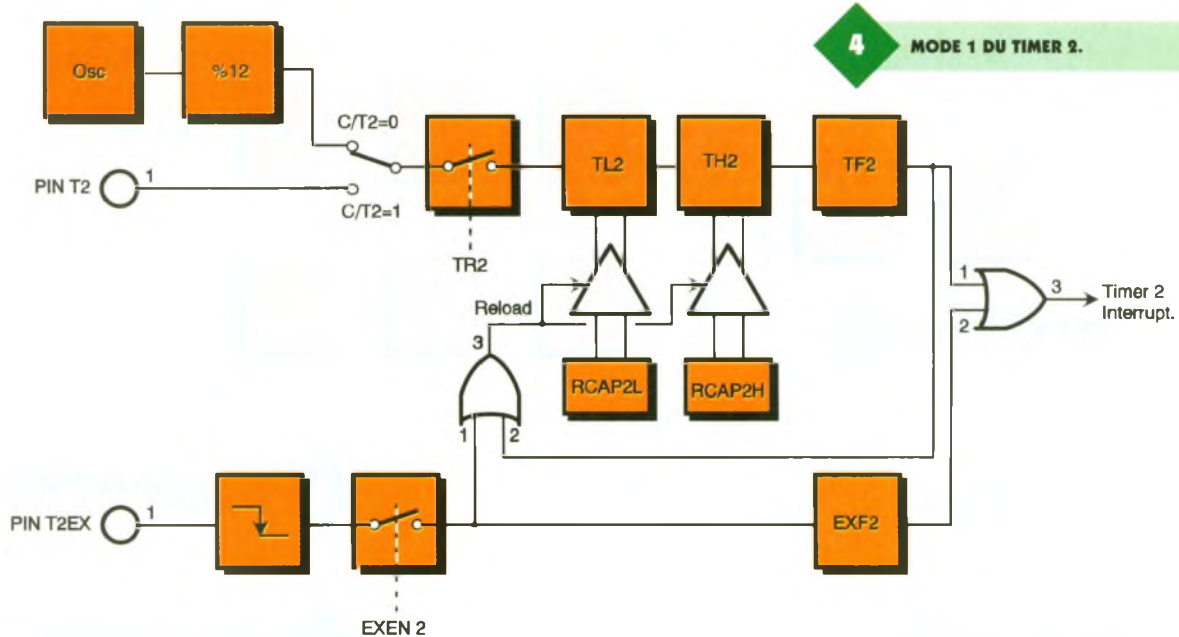 4
MODE 1 DU TIMER 2.
Osc
%12
C/T2=0
PIN T2
1
C/T2=1
TR2
TL2
TH2
TF2
Reload
3
1
2
RCAP2L
RCAP2H
1
2
3
Timer 2
Interrupt.
PIN T2EX
1
EXEN 2
EXF2